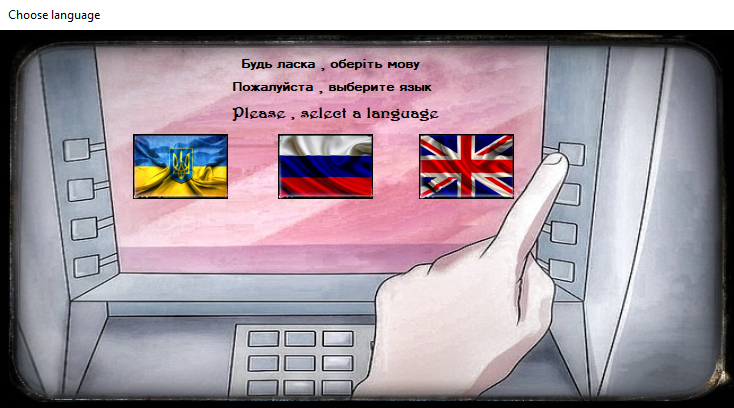 Choose language
Будь ласка , оберіть мову
Пожалуйста , выберите язык
Please , select a language